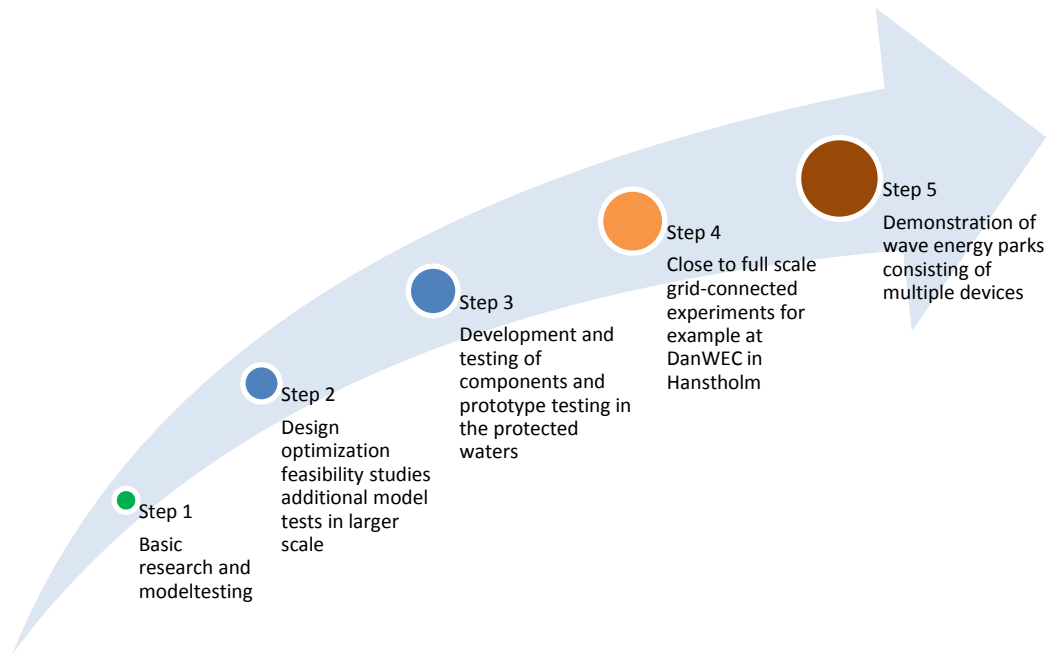 Step 1
Basic
research and
modeltesting
Step 2
Design
optimization
feasibility studies
additional model
tests in larger
scale
Step 3
Development and
testing of
components and
prototype testing in
the protected
waters
Step 4
Close to full scale
grid-connected
experiments for
example at
DanWEC in
Hanstholm
Step 5
Demonstration of
wave energy parks
consisting of
multiple devices